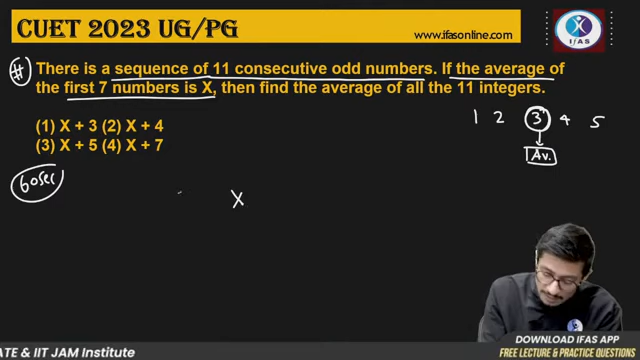 CUET 2023 UG/PG
www.ifasonline.com
iFAS
#
There is a sequence of 11 consecutive odd numbers. If the average of
the first 7 numbers is X, then find the average of all the 11 integers.
1 2 3 4 5
Av.
(1) X + 3 (2) X + 4
(3) X + 5 (4) X + 7
60sec
X
DOWNLOAD IFAS APP
ATE & IIT JAM Institute
FREE LECTURE & PRACTICE QUESTIONS